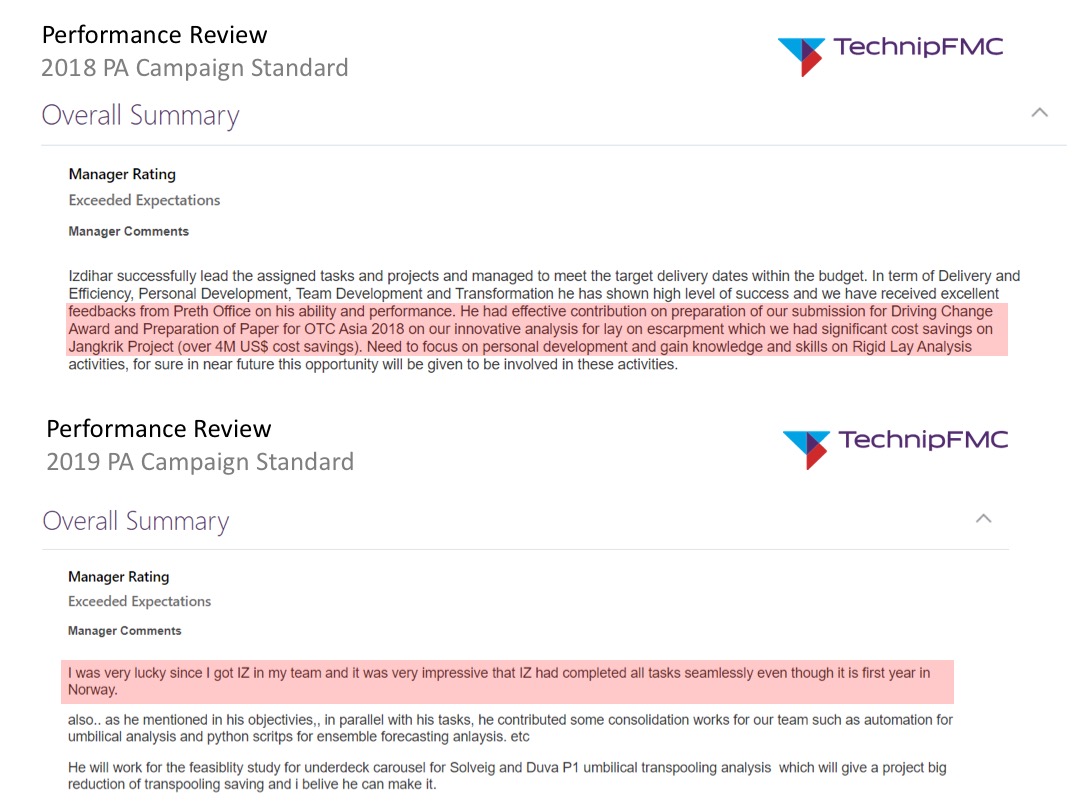 Performance Review
TechnipFMC
2018 PA Campaign Standard
Overall Summary
Manager Rating
Exceeded Expectations
Manager Comments
Izdihar successfully lead the assigned tasks and projects and managed to meet the target delivery dates within the budget. In term of Delivery and
Efficiency, Personal Development, Team Development and Transformation he has shown high level of success and we have received excellent
feedbacks from Preth Office on his ability and performance. He had effective contribution on preparation of our submission for Driving Change
Award and Preparation of Paper for OTC Asia 2018 on our innovative analysis for lay on escarpment which we had significant cost savings on
Jangkrik Project (over 4M US$ cost savings). Need to focus on personal development and gain knowledge and skills on Rigid Lay Analysis
activities, for sure in near future this opportunity will be given to be involved in these activities.
Performance Review
TechnipFMC
2019 PA Campaign Standard
Overall Summary
Manager Rating
Exceeded Expectations
Manager Comments
I was very lucky since I got IZ in my team and it was very impressive that IZ had completed all tasks seamlessly even though it is first year in
Norway.
also.. as he mentioned in his objectivies,, in parallel with his tasks, he contributed some consolidation works for our team such as automation for
umbilical analysis and python scritps for ensemble forecasting anlaysis. etc
He will work for the feasiblity study for underdeck carousel for Solveig and Duva P1 umbilical transpooling analysis  which will give a project big
reduction of transpooling saving and i belive he can make it.